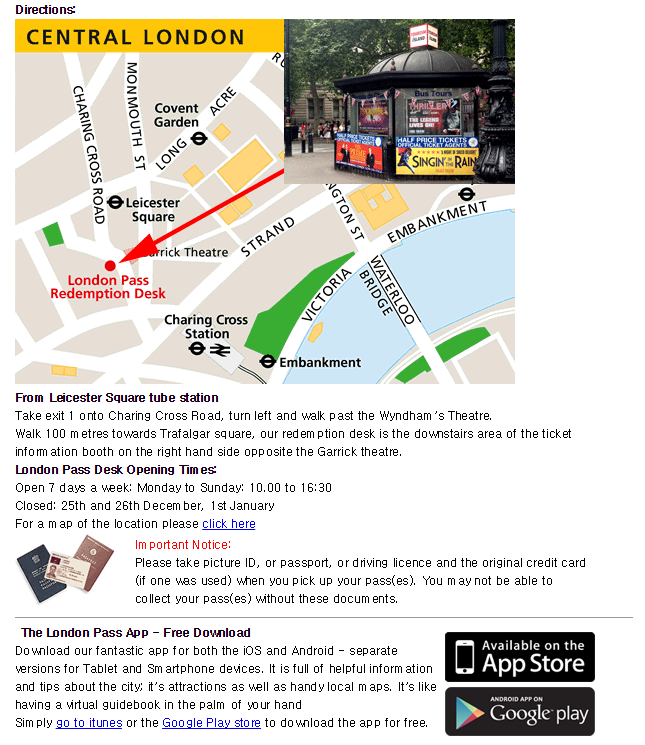 Directions:
CENTRAL LONDON
CHARING CROSS ROAD
MONMOUTH ST
LONG ACRE
Covent
Garden
Leicester
Square
Garrick Theatre
STRAND
London Pass
Redemption Desk
Charing Cross
Station
Embankment
VICTORIA
EMBANKMENT
WATERLOO
BRIDGE
NGTON ST
Bus Tours
THRILLER
HALF PRICE TICKETS
OFFICIAL TICKET AGENTS
HALF PRICE TICKETS
OFFICIAL TICKET AGENTS
SINGIN' IN THE RAIN
From Leicester Square tube station
Take exit 1 onto Charing Cross Road, turn left and walk past the Wyndham's Theatre.
Walk 100 metres towards Trafalgar square, our redemption desk is the downstairs area of the ticket
information booth on the right hand side opposite the Garrick theatre.
London Pass Desk Opening Times:
Open 7 days a week: Monday to Sunday: 10.00 to 16:30
Closed: 25th and 26th December, 1st January
For a map of the location please click here
Important Notice:
Please take picture ID, or passport, or driving licence and the original credit card
(if one was used) when you pick up your pass(es). You may not be able to
collect your pass(es) without these documents.
The London Pass App - Free Download
Download our fantastic app for both the iOS and Android - separate
versions for Tablet and Smartphone devices. It is full of helpful information
and tips about the city; it's attractions as well as handy local maps. It's like
having a virtual guidebook in the palm of your hand
Simply go to itunes or the Google Play store to download the app for free.
Available on the
App Store
ANDROID APP ON
Google play